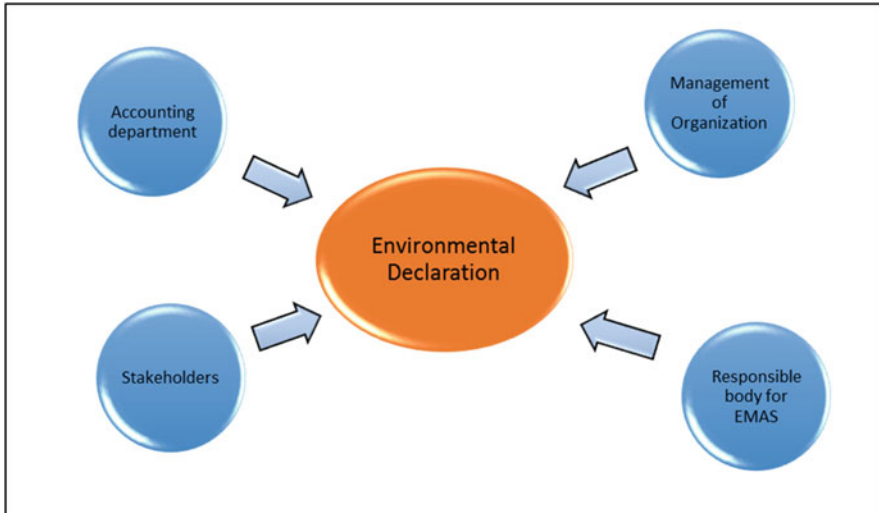 Accounting
department
Management
of
Organization
Environmental
Declaration
Stakeholders
Responsible
body for
EMAS